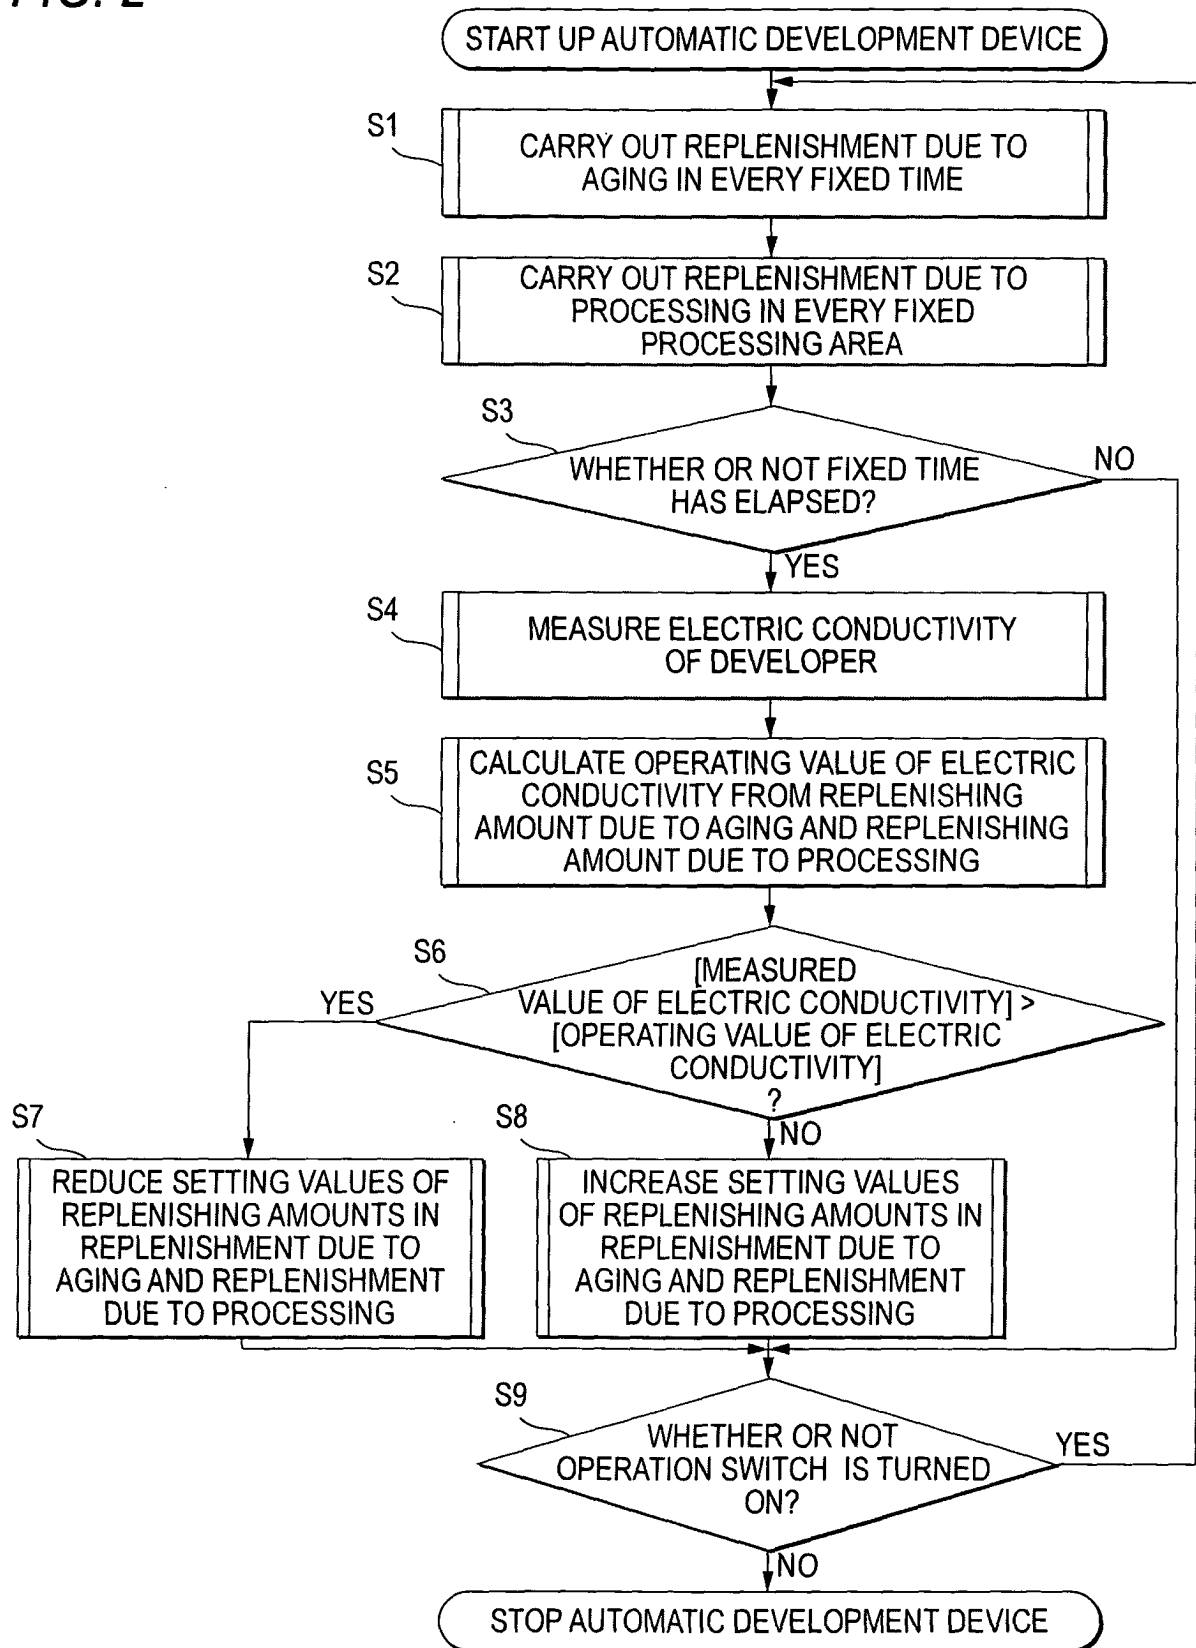 FIG. 2
START UP AUTOMATIC DEVELOPMENT DEVICE
S1
CARRY OUT REPLENISHMENT DUE TO
AGING IN EVERY FIXED TIME
S2
CARRY OUT REPLENISHMENT DUE TO
PROCESSING IN EVERY FIXED
PROCESSING AREA
S3
WHETHER OR NOT FIXED TIME
HAS ELAPSED?
NO
YES
S4
MEASURE ELECTRIC CONDUCTIVITY
OF DEVELOPER
S5
CALCULATE OPERATING VALUE OF ELECTRIC
CONDUCTIVITY FROM REPLENISHING
AMOUNT DUE TO AGING AND REPLENISHING
AMOUNT DUE TO PROCESSING
S6
[MEASURED
VALUE OF ELECTRIC CONDUCTIVITY] >
[OPERATING VALUE OF ELECTRIC
CONDUCTIVITY]
?
YES
NO
S7
REDUCE SETTING VALUES OF
REPLENISHING AMOUNTS IN
REPLENISHMENT DUE TO
AGING AND REPLENISHMENT
DUE TO PROCESSING
S8
INCREASE SETTING VALUES
OF REPLENISHING AMOUNTS IN
REPLENISHMENT DUE TO
AGING AND REPLENISHMENT
DUE TO PROCESSING
S9
WHETHER OR NOT
OPERATION SWITCH IS TURNED
ON?
YES
NO
STOP AUTOMATIC DEVELOPMENT DEVICE